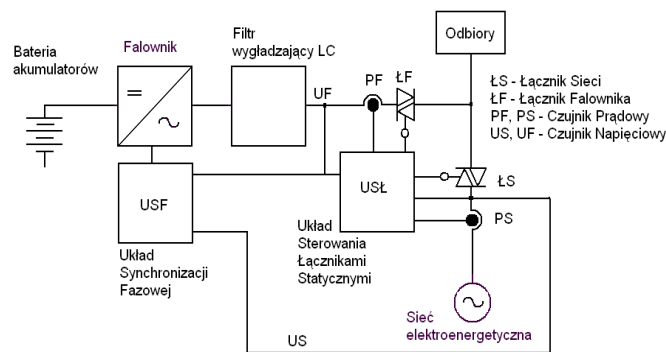 Odbiory
Filtr
wygładzający LC
Falownik
Bateria
akumulatorów
ŁF
PF
UF
ŁS - Łącznik Sieci
ŁF - Łącznik Falownika
PF, PS - Czujnik Prądowy
US, UF - Czujnik Napięciowy
USF
USŁ
ŁS
PS
Układ
Synchronizacji
Fazowej
Układ
Sterowania
Łącznikami
Statycznymi
Sieć
elektroenergetyczna
US